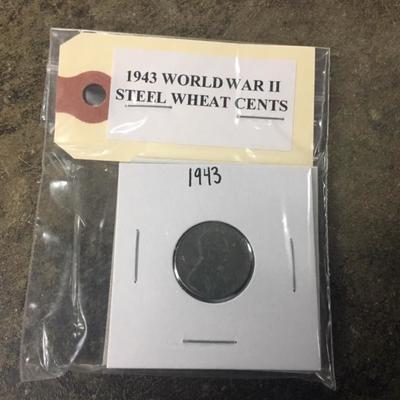 1943 WORLD WAR II
STEEL WHEAT CENTS
1943